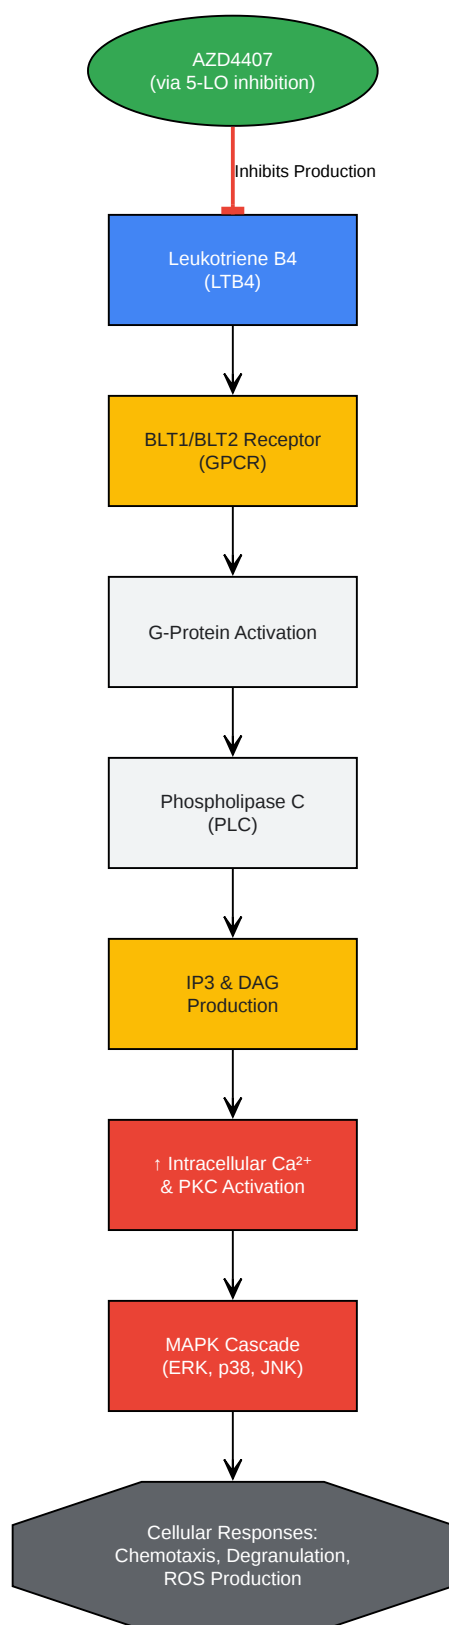 AZD4407
(via 5-LO inhibition)
Inhibits Production
Leukotriene B4
(LTB4)
BLT1/BLT2 Receptor
(GPCR)
G-Protein Activation
Phospholipase C
(PLC)
IP3 & DAG
Production
↑ Intracellular Ca²⁺
& PKC Activation
MAPK Cascade
(ERK, p38, JNK)
Cellular Responses:
Chemotaxis, Degranulation,
ROS Production